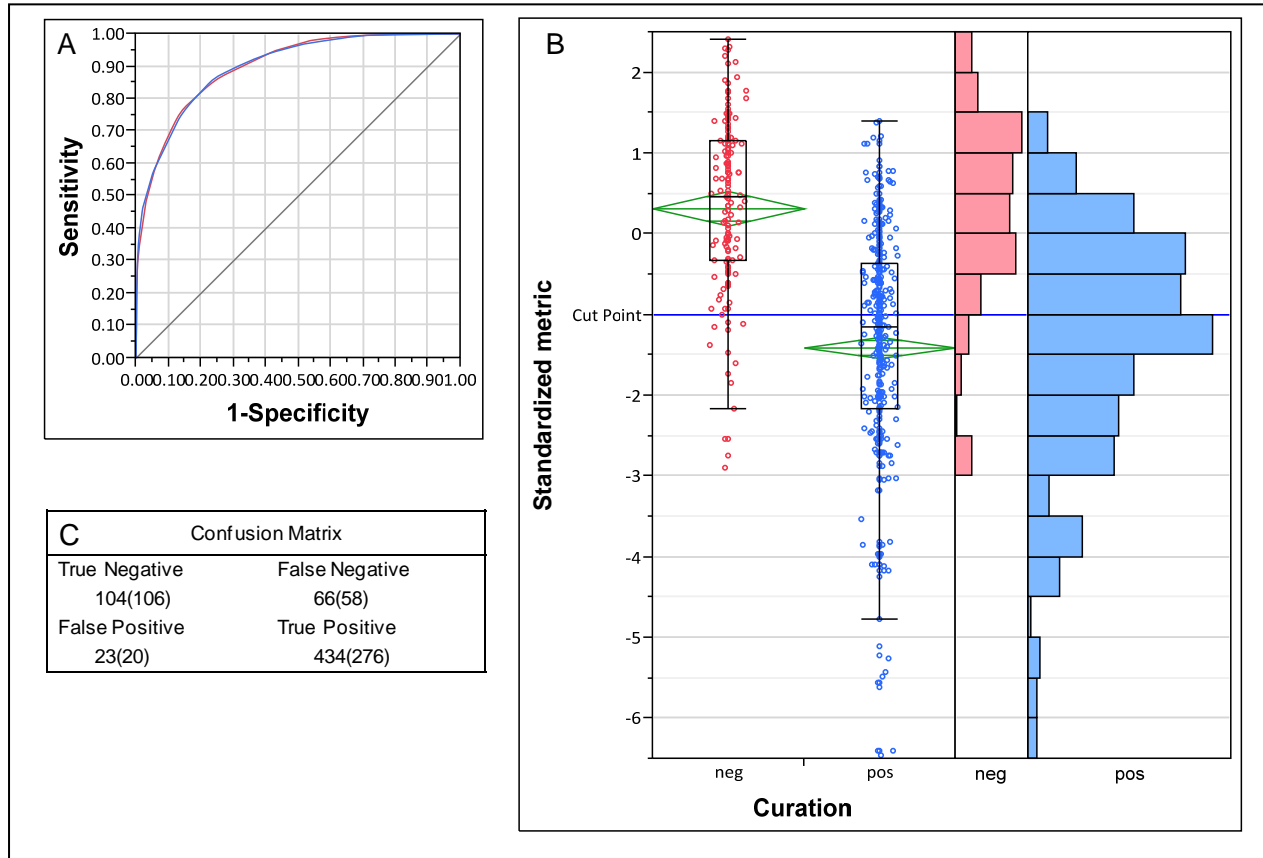 A
1.00
0.90
0.80
0.70
0.60
0.50
0.40
0.30
0.20
0.10
0.00
Sensitivity
0.00 0.10 0.20 0.30 0.40 0.50 0.60 0.70 0.80 0.90 1.00
1-Specificity
B
2
1
0
Cut Point
-2
-3
-4
-5
-6
Standardized metric
neg pos neg pos
Curation
C Confusion Matrix
True Negative False Negative
104(106) 66(58)
False Positive True Positive
23(20) 434(276)